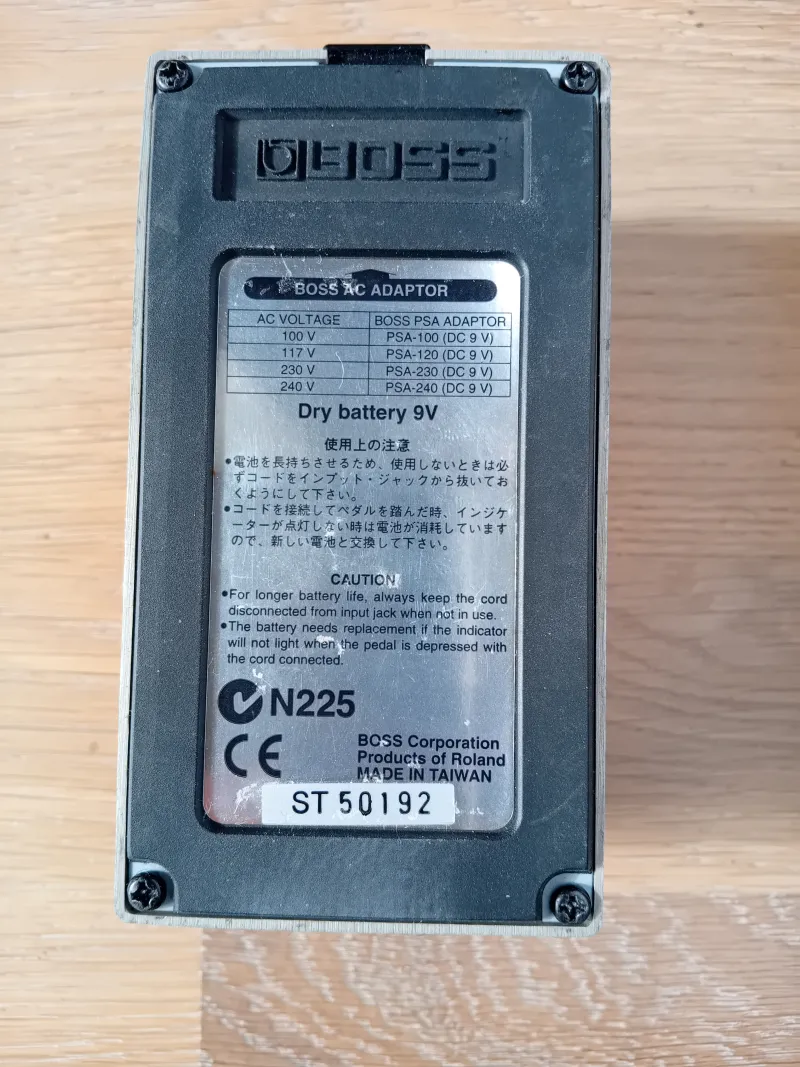 BOSS
BOSS AC ADAPTOR
AC VOLTAGE BOSS PSA ADAPTOR
100 V PSA-100 (DC 9 V)
117 V PSA-120 (DC 9 V)
230 V PSA-230 (DC 9 V)
240 V PSA-240 (DC 9 V)
Dry battery 9V
使用上の注意
●電池を長持ちさせるため、使用しないときは必
ずコードをインプット・ジャックから抜いてお
くようにして下さい。
●コードを接続してペダルを踏んだ時、インジケ
ーターが点灯しない時は電池が消耗しています
ので、新しい電池と交換して下さい。
CAUTION
●For longer battery life, always keep the cord
disconnected from input jack when not in use.
●The battery needs replacement if the indicator
will not light when the pedal is depressed with
the cord connected.
N225
CE
BOSS Corporation
Products of Roland
MADE IN TAIWAN
ST 50192